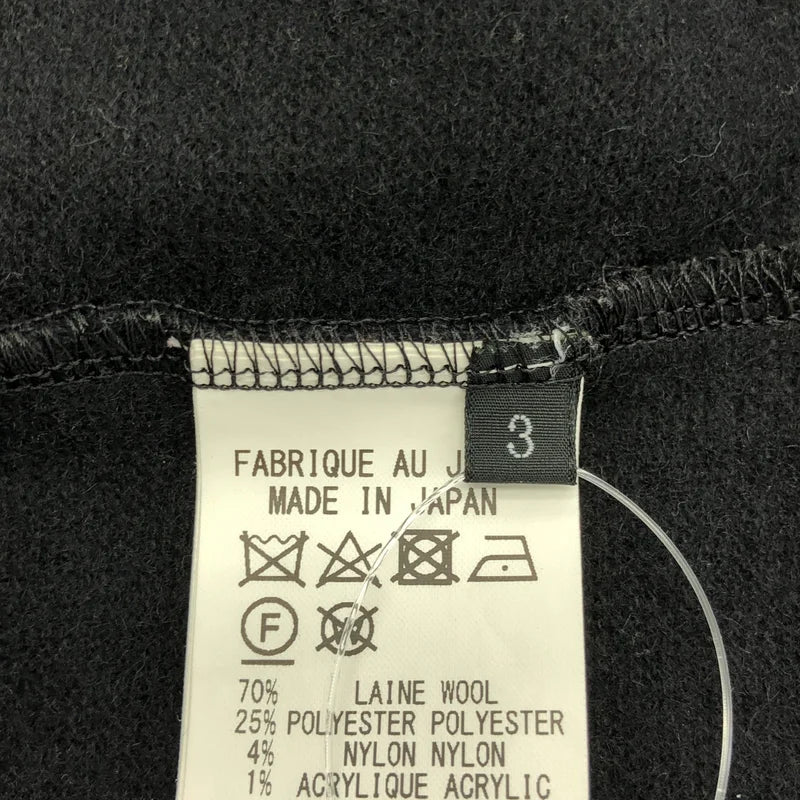 3
FABRIQUE AU
MADE IN JAPAN
F
W
70% LAINE WOOL
25% POLYESTER POLYESTER
4% NYLON NYLON
1% ACRYLIQUE ACRYLIC